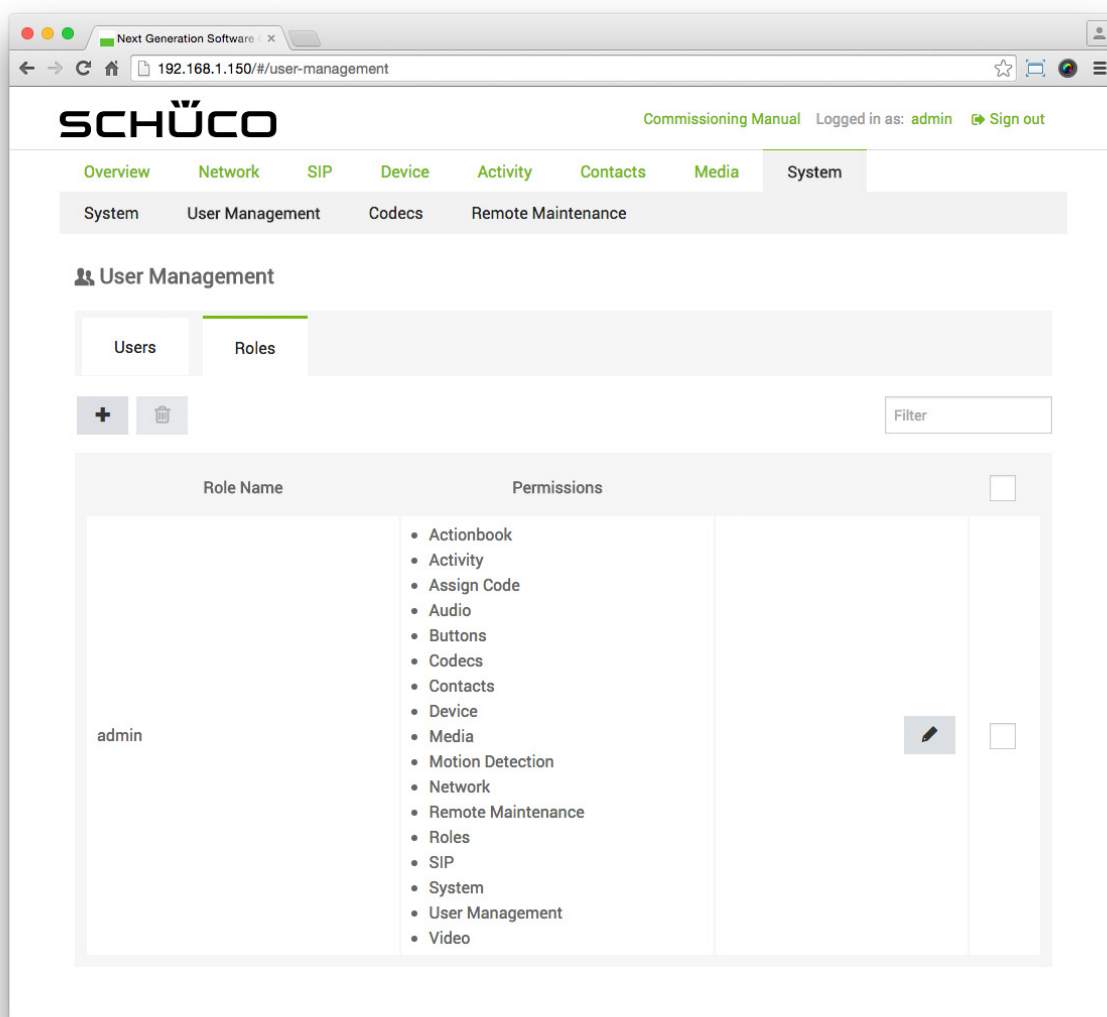 Next Generation Software
192.168.1.150/#/user-management
SCHÜCO
Commissioning Manual Logged in as: admin Sign out
Overview Network SIP Device Activity Contacts Media System
System User Management Codecs Remote Maintenance
User Management
Users Roles
Filter
Role Name Permissions
admin
• Actionbook
• Activity
• Assign Code
• Audio
• Buttons
• Codecs
• Contacts
• Device
• Media
• Motion Detection
• Network
• Remote Maintenance
• Roles
• SIP
• System
• User Management
• Video